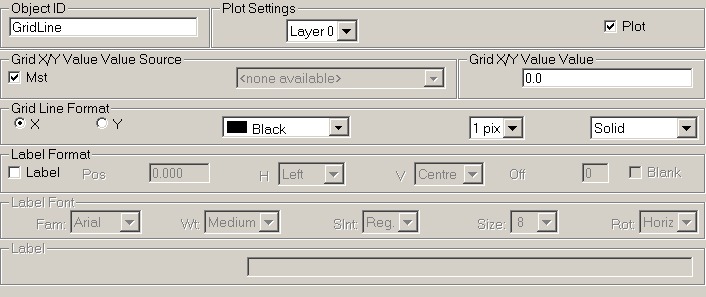 Object ID Plot Settings
GridLine Layer 0 Plot
Grid X/Y Value Value Source Grid X/Y Value Value
Mst <none available> 0.0
Grid Line Format
X Y Black 1 pix Solid
Label Format
Label Pos 0.000 H Left V Centre Off 0 Blank
Label Font
Fam: Arial Wt: Medium Slnt: Reg. Size: 8 Rot: Horiz
Label